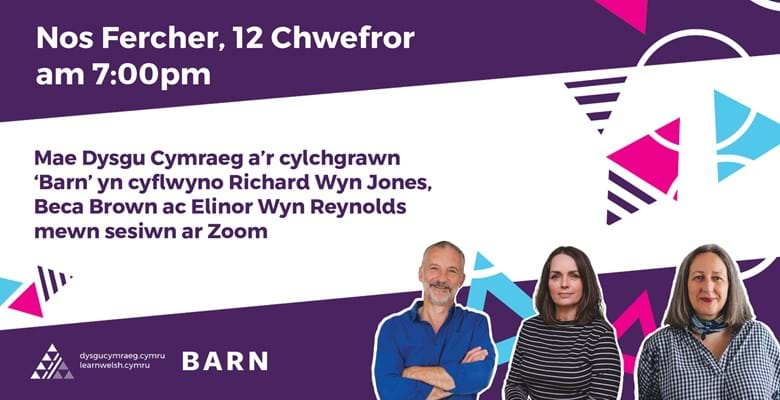 Nos Fercher, 12 Chwefror
am 7:00pm
Mae Dysgu Cymraeg a’r cylchgrawn
‘Barn’ yn cyflwyno Richard Wyn Jones,
Beca Brown ac Elinor Wyn Reynolds
mewn sesiwn ar Zoom
dysgucymraeg.cymru
learnwelsh.cymru
BARN